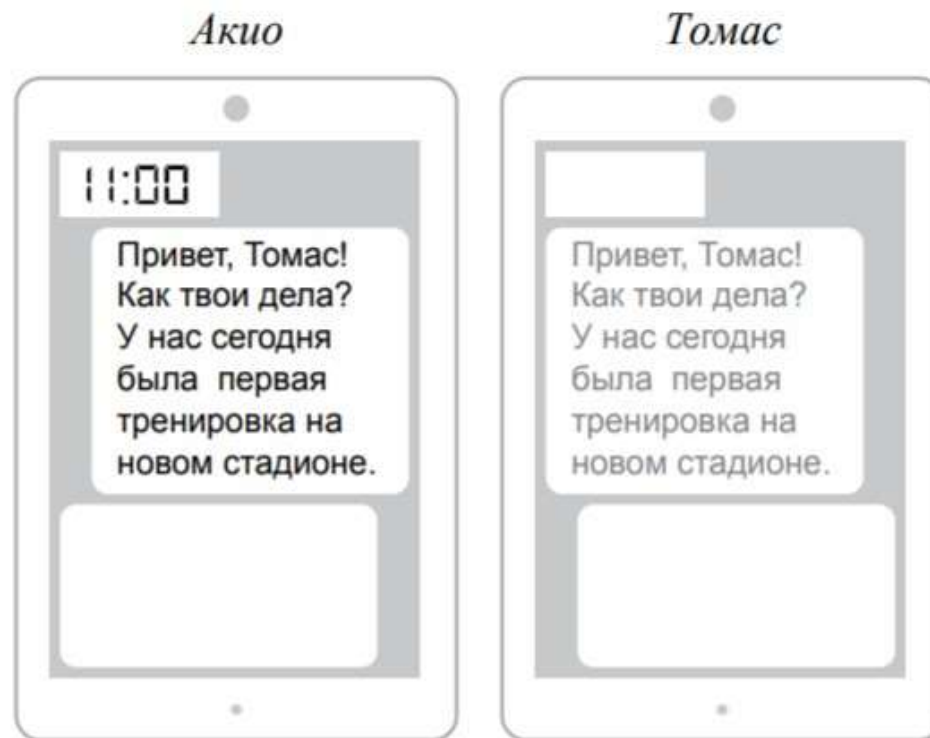 Акио
11:00
Привет, Томас!
Как твои дела?
У нас сегодня
была первая
тренировка на
новом стадионе.
Томас
Привет, Томас!
Как твои дела?
У нас сегодня
была первая
тренировка на
новом стадионе.